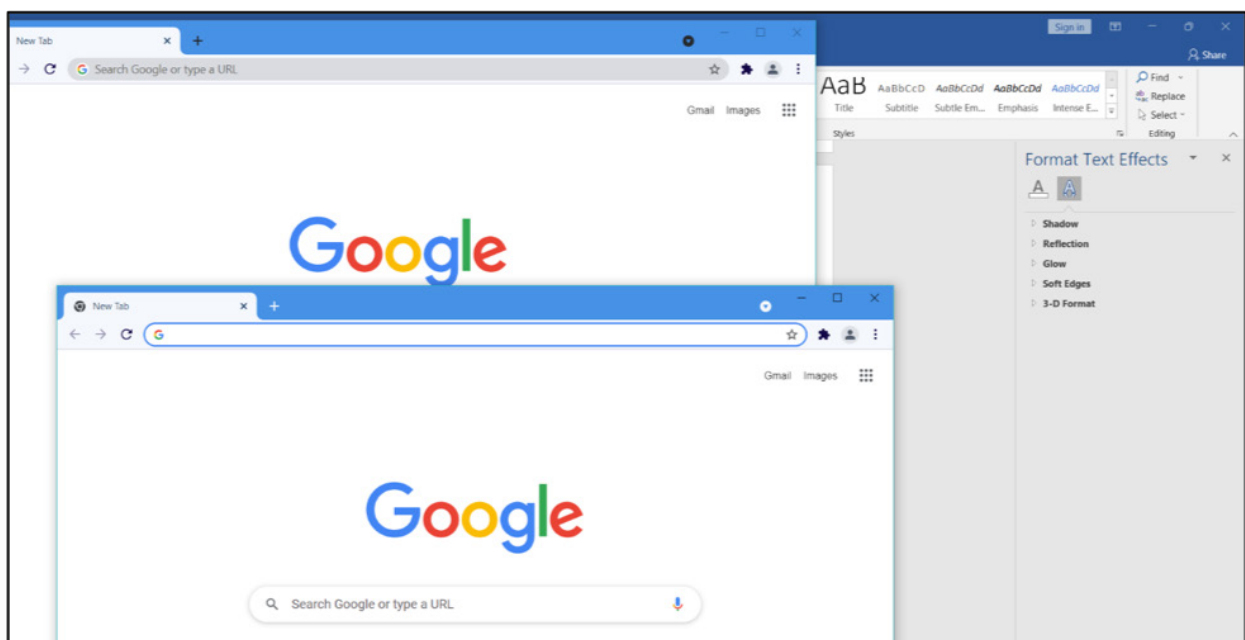 Sign in
New Tab
Share
Search Google or type a URL
Gmail Images
AaB AaBbCcD AaBbCcDd AaBbCcDd AaBbCcDd
Title Subtitle Subtle Em... Emphasis Intense E...
Styles
Find
Replace
Select
Editing
Format Text Effects
A A
Shadow
Reflection
Glow
Soft Edges
3-D Format
Google
New Tab
G
Gmail Images
Google
Search Google or type a URL